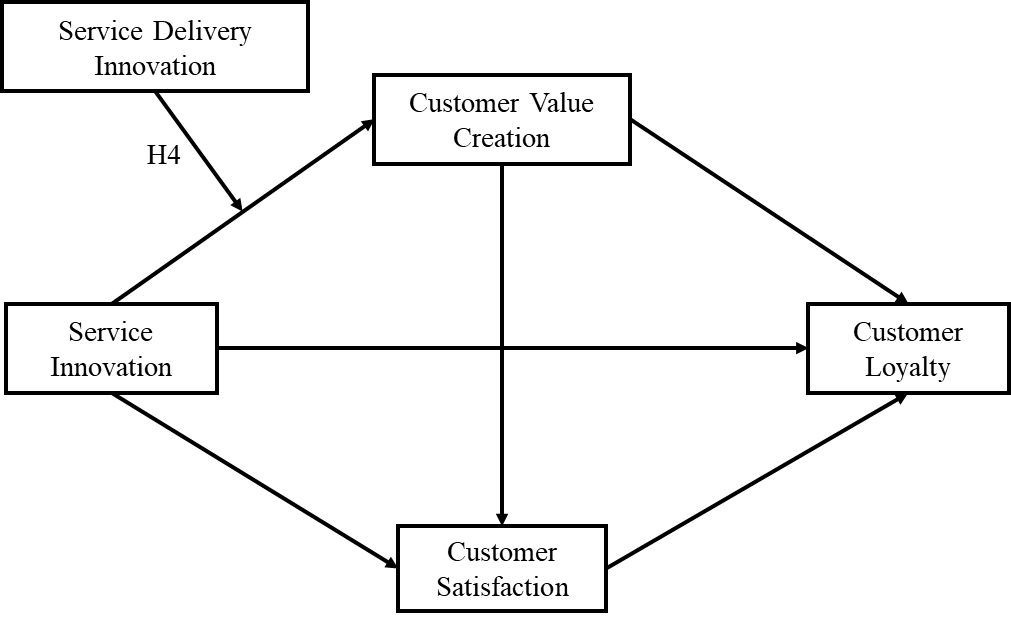 Service Delivery
Innovation
Customer Value
Creation
H4
Service
Innovation
Customer
Loyalty
Customer
Satisfaction